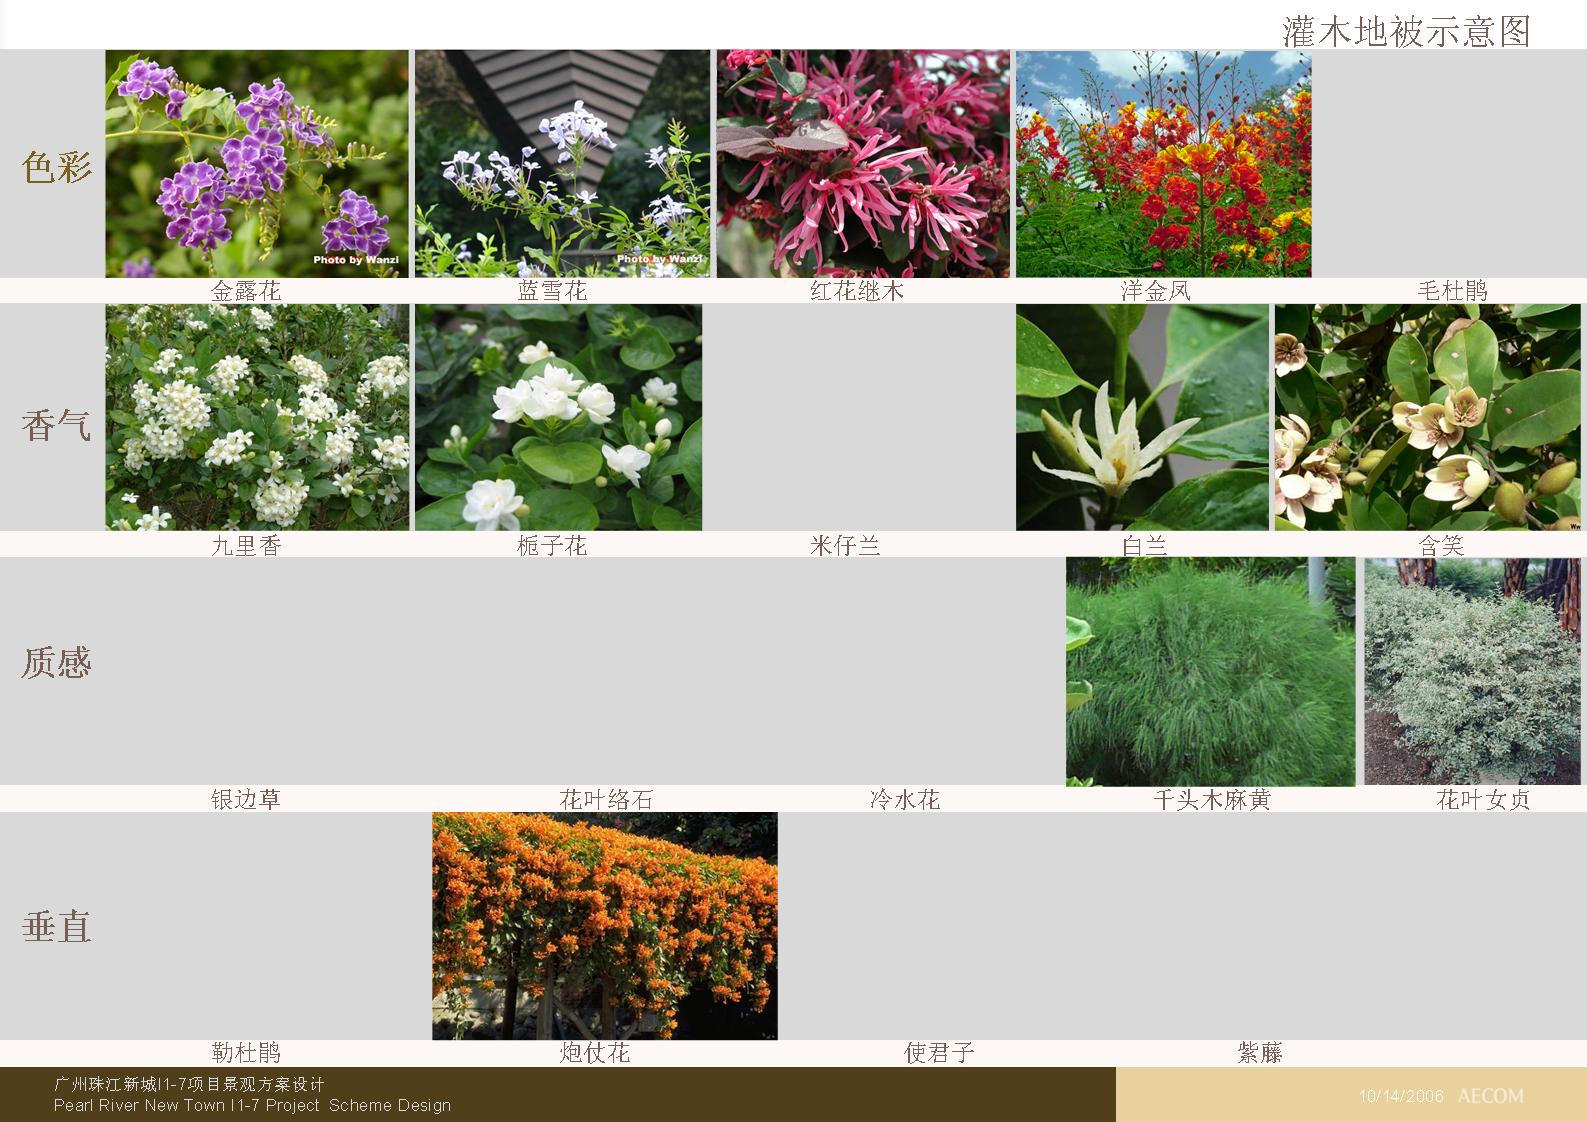 灌木地被示意图
色彩
Photo by Wanzi
Photo by Wanzi
金露花 蓝雪花 红花继木 洋金凤 毛杜鹃
香气
Ww
九里香 栀子花 米仔兰 白兰 含笑
质感
银边草 花叶络石 冷水花 千头木麻黄 花叶女贞
垂直
勒杜鹃 炮仗花 使君子 紫藤
广州珠江新城I1-7项目景观方案设计
Pearl River New Town I1-7 Project Scheme Design
10/14/2006 AECOM